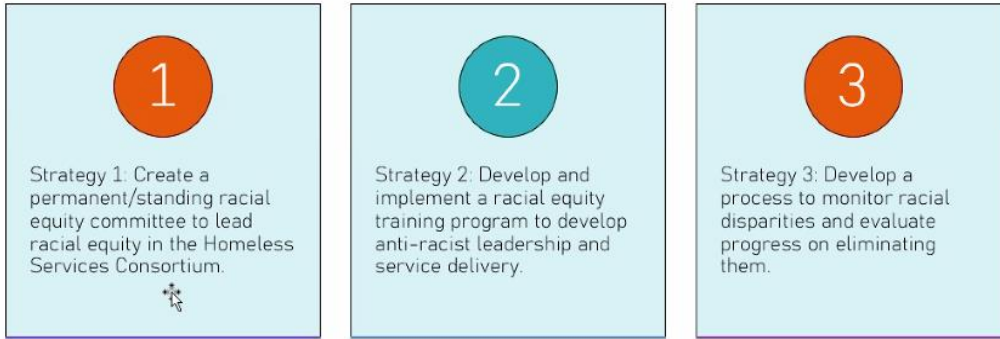 1
Strategy 1: Create a
permanent/standing racial
equity committee to lead
racial equity in the Homeless
Services Consortium.
2
Strategy 2: Develop and
implement a racial equity
training program to develop
anti-racist leadership and
service delivery.
3
Strategy 3: Develop a
process to monitor racial
disparities and evaluate
progress on eliminating
them.